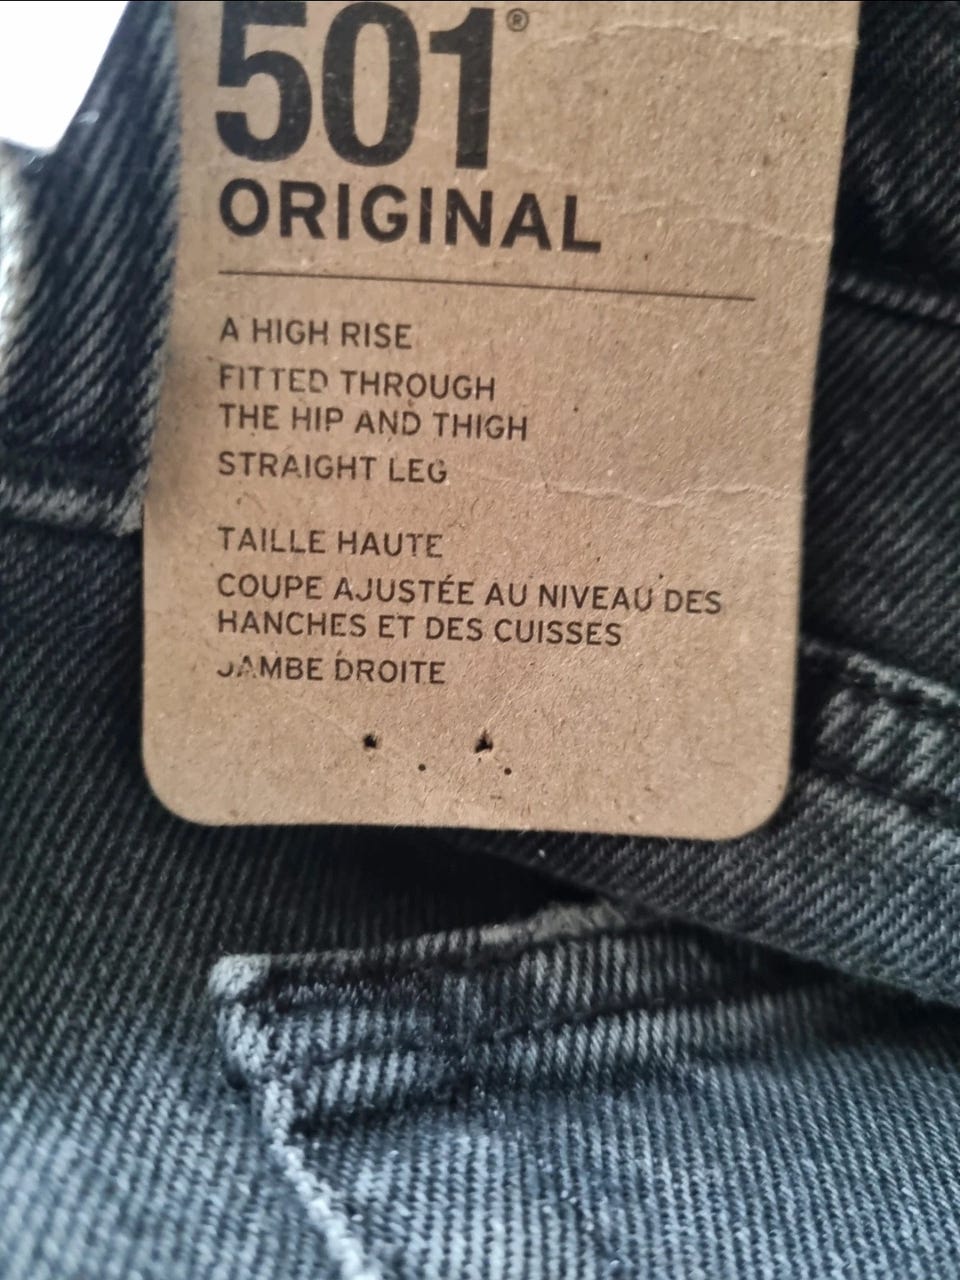 501®
ORIGINAL
A HIGH RISE
FITTED THROUGH
THE HIP AND THIGH
STRAIGHT LEG
TAILLE HAUTE
COUPE AJUSTÉE AU NIVEAU DES
HANCHES ET DES CUISSES
JAMBE DROITE